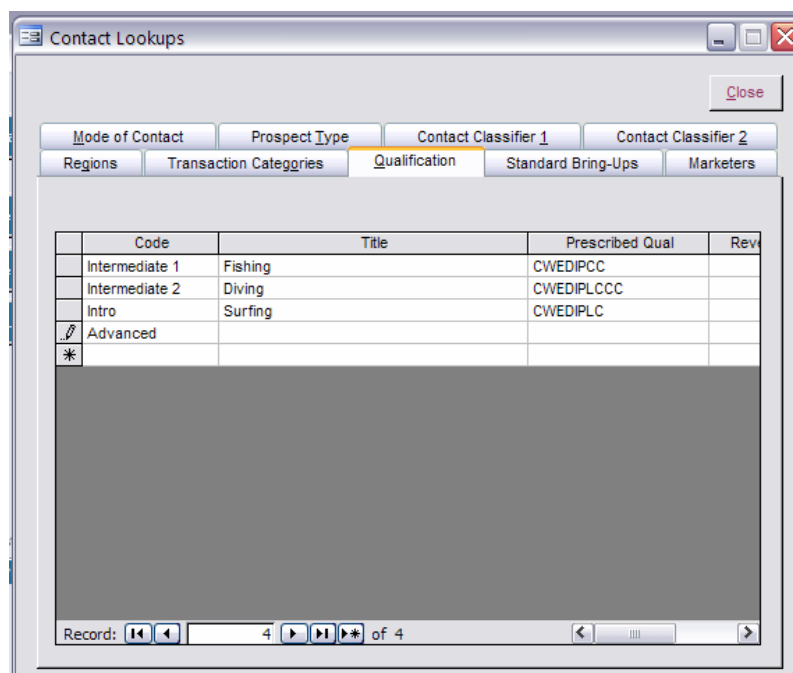 Contact Lookups
Close
Mode of Contact Prospect Type Contact Classifier 1 Contact Classifier 2
Regions Transaction Categories Qualification Standard Bring-Ups Marketers
Code Title Prescribed Qual Reve
Intermediate 1 Fishing CWEDIPCC
Intermediate 2 Diving CWEDIPLCCC
Intro Surfing CWEDIPLC
Advanced
Record: 4 of 4